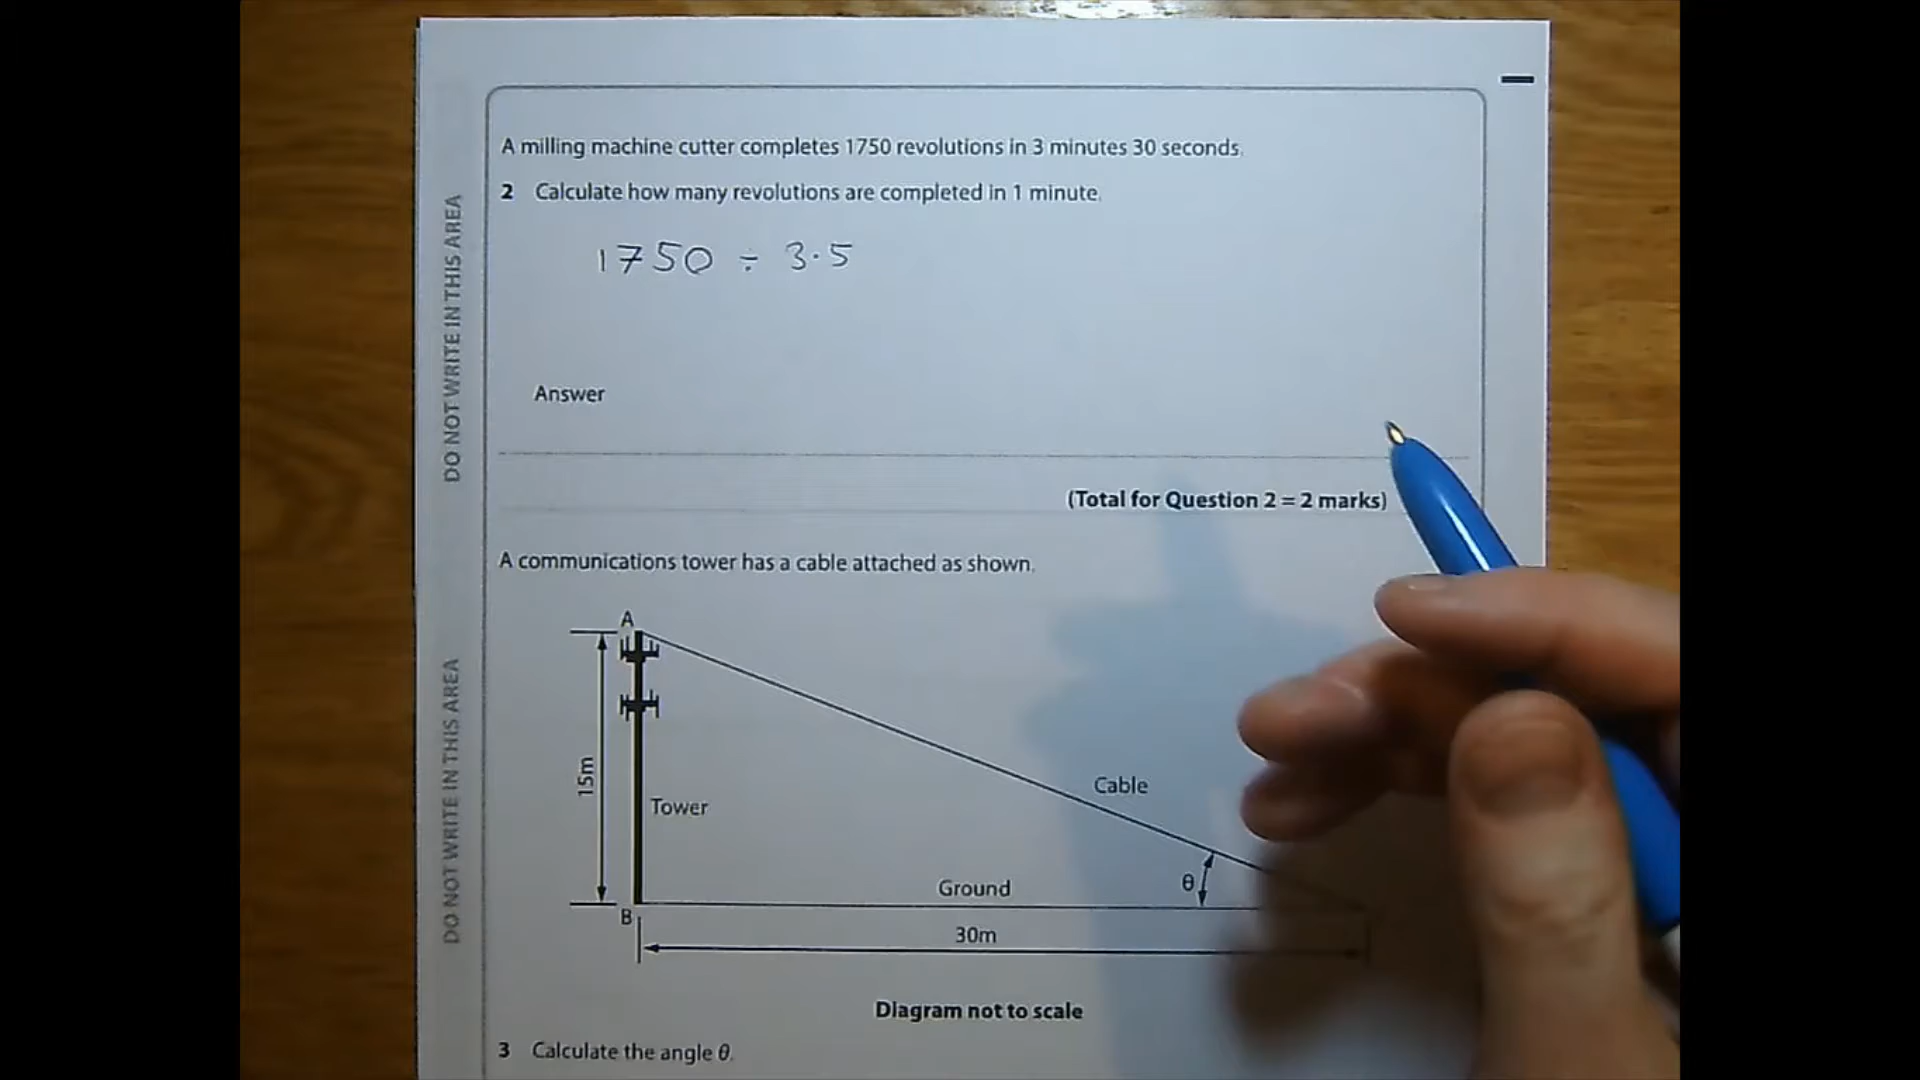 A milling machine cutter completes 1750 revolutions in 3 minutes 30 seconds.
2 Calculate how many revolutions are completed in 1 minute.
1750 ÷ 3.5
Answer
(Total for Question 2 = 2 marks)
A communications tower has a cable attached as shown.
A
15m
Tower
Cable
θ
Ground
B
30m
Diagram not to scale
3 Calculate the angle θ.
DO NOT WRITE IN THIS AREA
DO NOT WRITE IN THIS AREA